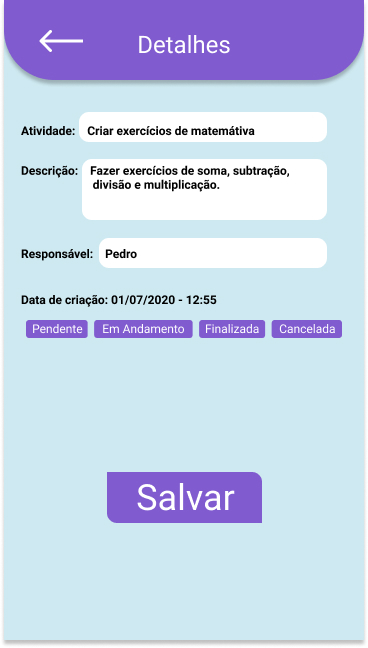 Detalhes
Atividade: Criar exercícios de matemátiva
Descrição: Fazer exercícios de soma, subtração,
divisão e multiplicação.
Responsável: Pedro
Data de criação: 01/07/2020 - 12:55
Pendente Em Andamento Finalizada Cancelada
Salvar